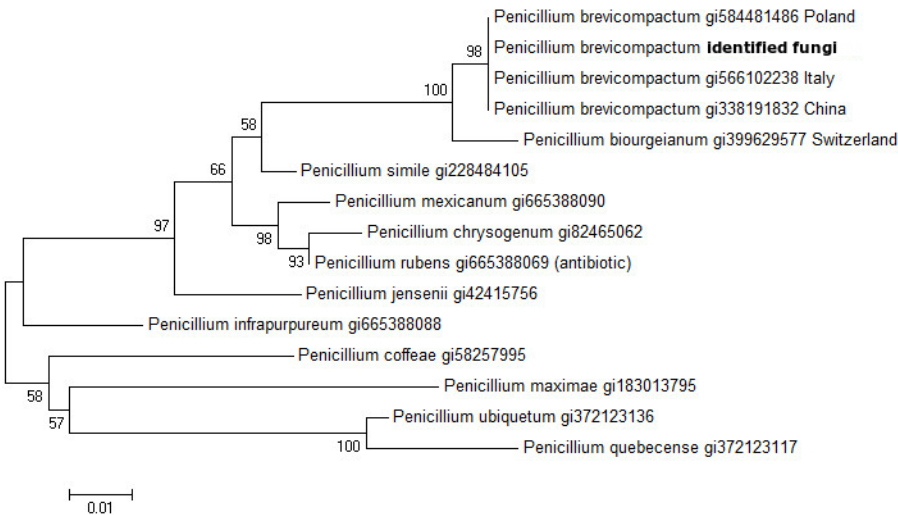 Penicillium brevicompactum gi584481486 Poland
98
Penicillium brevicompactum identified fungi
Penicillium brevicompactum gi566102238 Italy
100
Penicillium brevicompactum gi338191832 China
58
Penicillium biourgeianum gi399629577 Switzerland
66
Penicillium simile gi228484105
Penicillium mexicanum gi665388090
97
Penicillium chrysogenum gi82465062
98
93
Penicillium rubens gi665388069 (antibiotic)
Penicillium jensenii gi42415756
Penicillium infrapurpureum gi665388088
Penicillium coffeae gi58257995
Penicillium maximae gi183013795
58
Penicillium ubiquetum gi372123136
57
100
Penicillium quebecense gi372123117
0.01